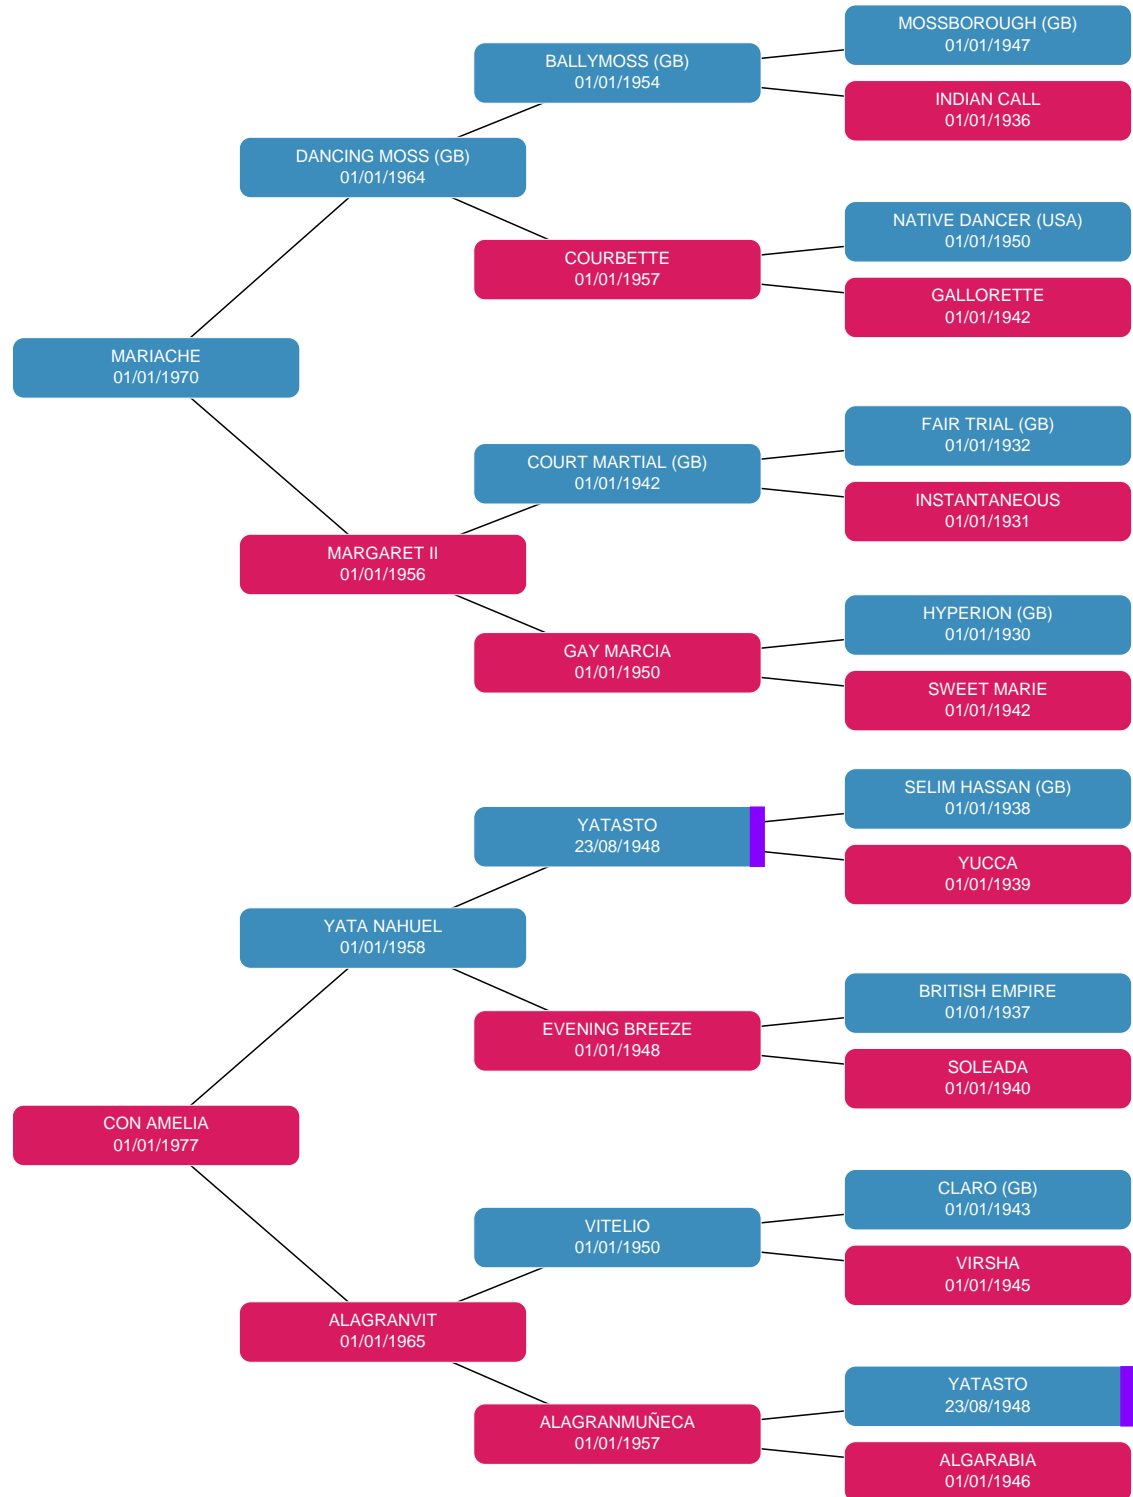 MOSSBOROUGH (GB)
01/01/1947
BALLYMOSS (GB)
01/01/1954
INDIAN CALL
01/01/1936
DANCING MOSS (GB)
01/01/1964
NATIVE DANCER (USA)
01/01/1950
COURBETTE
01/01/1957
GALLORETTE
01/01/1942
MARIACHE
01/01/1970
FAIR TRIAL (GB)
01/01/1932
COURT MARTIAL (GB)
01/01/1942
INSTANTANEOUS
01/01/1931
MARGARET II
01/01/1956
HYPERION (GB)
01/01/1930
GAY MARCIA
01/01/1950
SWEET MARIE
01/01/1942
SELIM HASSAN (GB)
01/01/1938
YATASTO
23/08/1948
YUCCA
01/01/1939
YATA NAHUEL
01/01/1958
BRITISH EMPIRE
01/01/1937
EVENING BREEZE
01/01/1948
SOLEADA
01/01/1940
CON AMELIA
01/01/1977
CLARO (GB)
01/01/1943
VITELIO
01/01/1950
VIRSHA
01/01/1945
ALAGRANVIT
01/01/1965
YATASTO
23/08/1948
ALAGRANMUÑECA
01/01/1957
ALGARABIA
01/01/1946